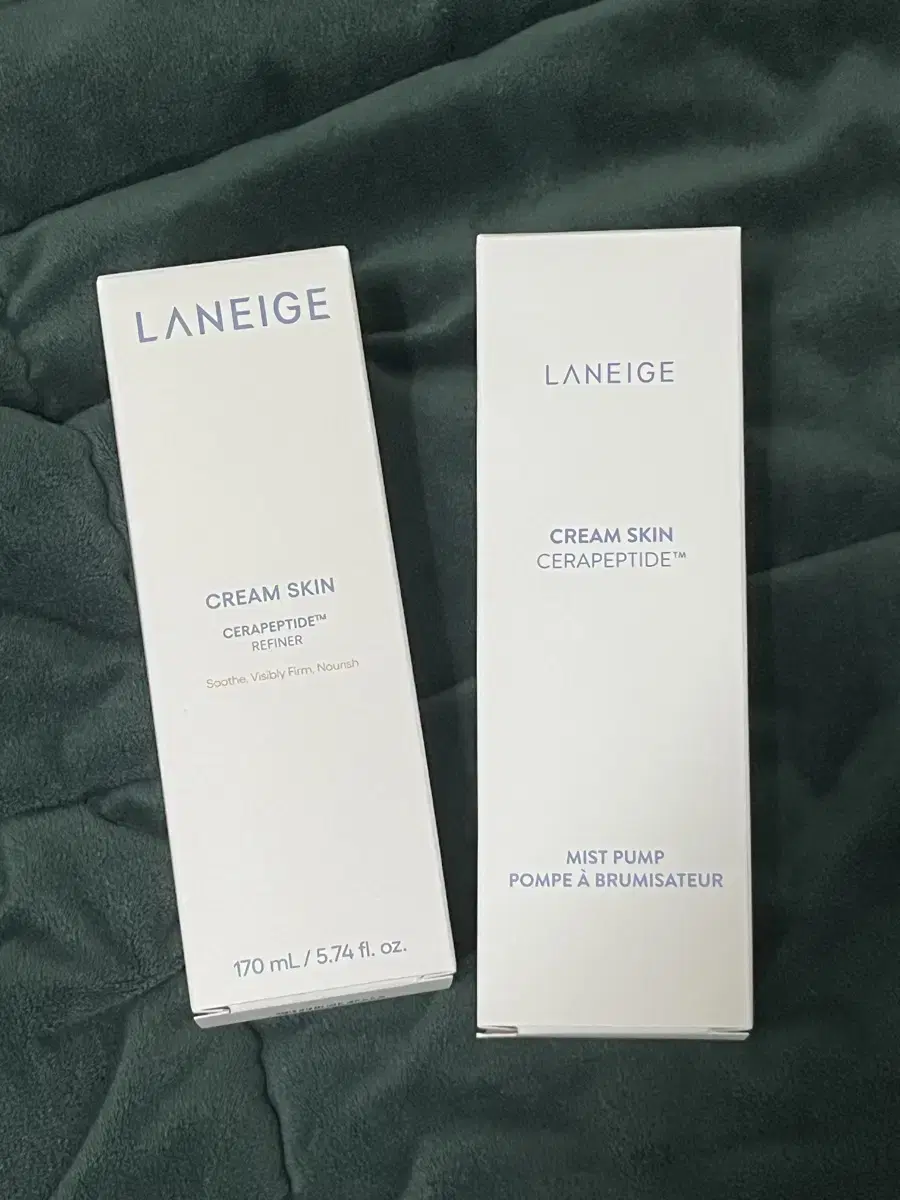 LANEIGE
CREAM SKIN
CERAPEPTIDE™
REFINER
Soothe, Visibly Firm, Nourish
170 mL / 5.74 fl. oz.
LANEIGE
CREAM SKIN
CERAPEPTIDE™
MIST PUMP
POMPE À BRUMISATEUR